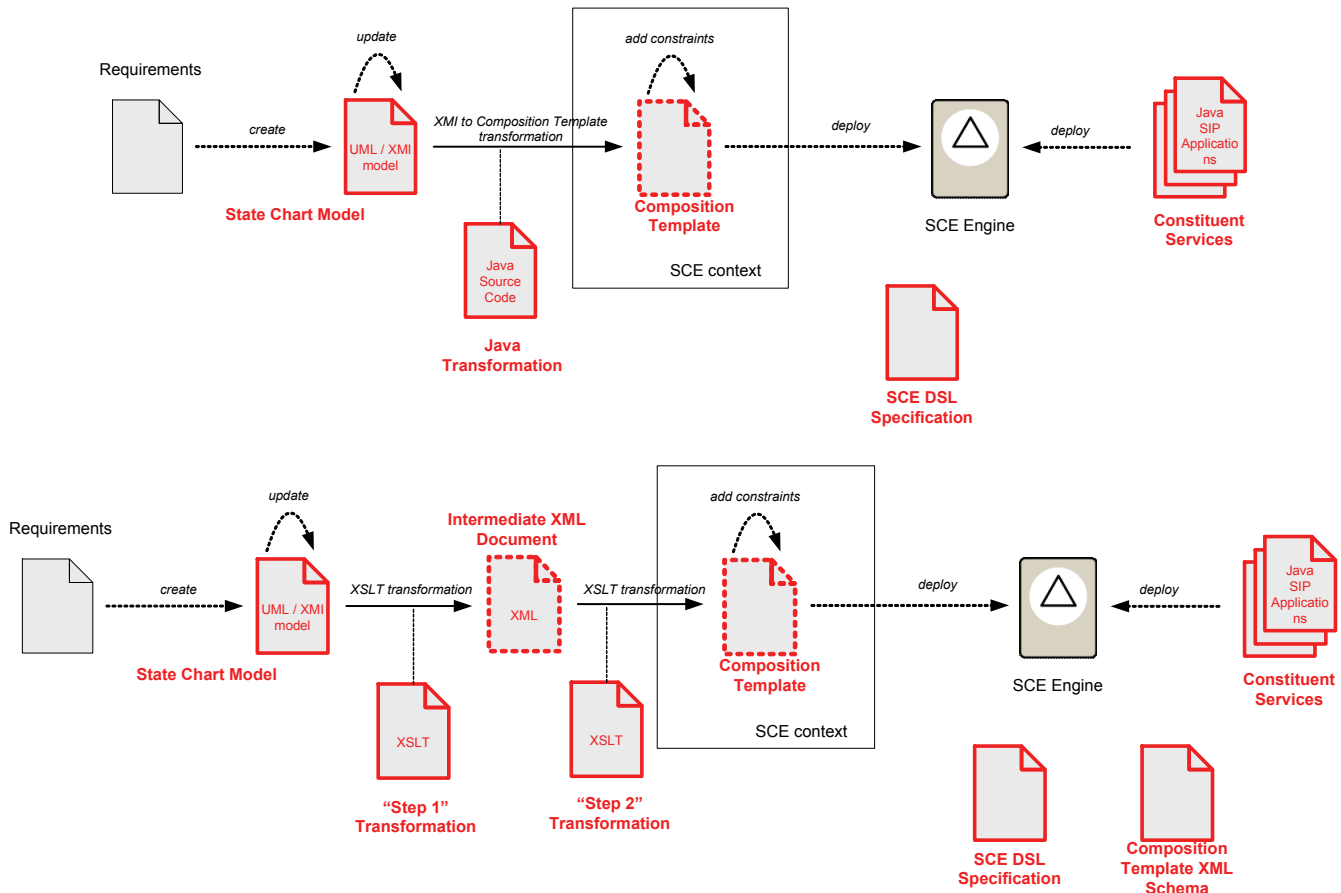 update
add constraints
Requirements
create
UML / XMI
model
XMI to Composition Template
transformation
deploy
deploy
Java
SIP
Applicatio
ns
State Chart Model
Composition
Template
SCE Engine
Constituent
Services
Java
Source
Code
SCE context
Java
Transformation
SCE DSL
Specification
update
add constraints
Requirements
Intermediate XML
Document
create
UML / XMI
model
XSLT transformation
XML
XSLT transformation
deploy
deploy
Java
SIP
Applicatio
ns
State Chart Model
Composition
Template
SCE Engine
Constituent
Services
XSLT
XSLT
SCE context
“Step 1”
Transformation
“Step 2”
Transformation
SCE DSL
Specification
Composition
Template XML
Schema